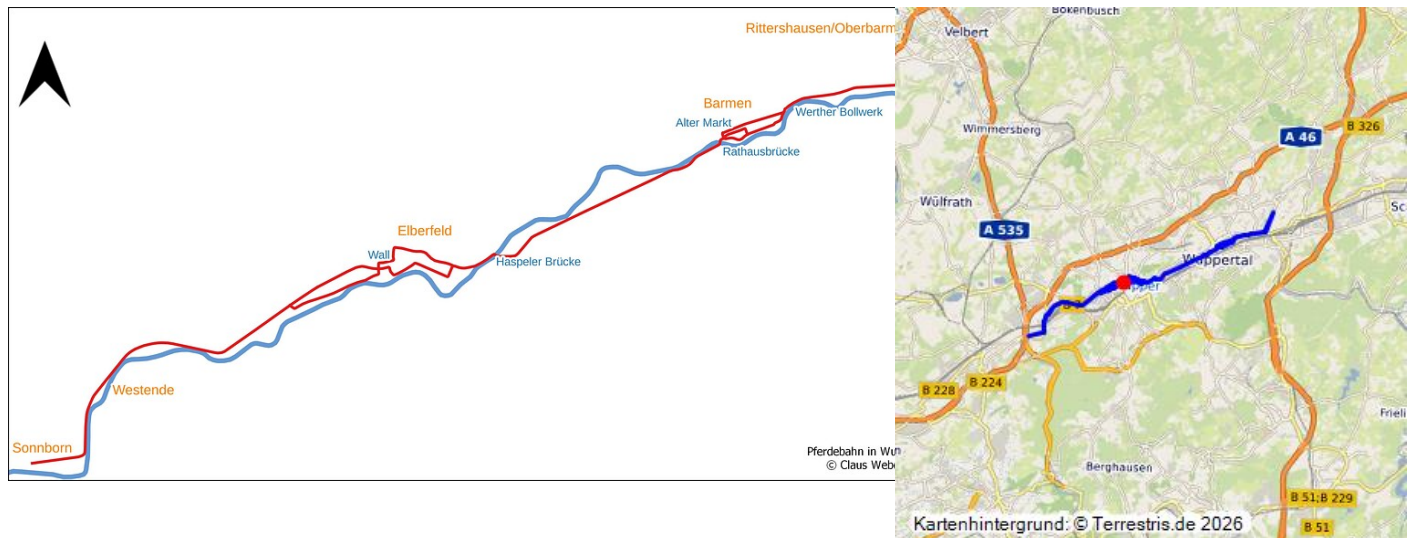 Rittershausen/Oberbarm
Barmen
Alter Markt
Werther Bollwerk
Rathausbrücke
Elberfeld
Wall
Haspeler Brücke
Westende
Sonnborn
Pferdebahn in Wu
© Claus Webe
Bokenbusch
Velbert
Wimmersberg
A 46
B 326
Wülfrath
A 535
Wuppertal
B 228
B 224
Berghausen
B 51;B 229
B 51
Kartenhintergrund: © Terrestris.de 2026